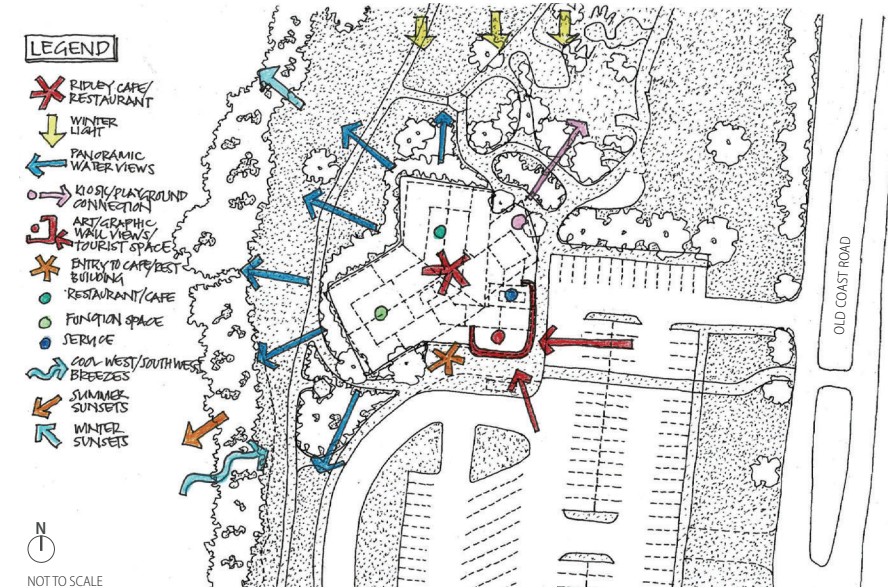 LEGEND
RIDLEY CAFE/
RESTAURANT
WINTER
LIGHT
PANORAMIC
WATER VIEWS
KIOSK/PLAYGROUND
CONNECTION
ART/GRAPHIC
WALL VIEWS/
TOURIST SPACE
ENTRY TO CAFE/REST
BUILDING
RESTAURANT/CAFE
FUNCTION SPACE
SERVICE
COOL WEST/SOUTHWEST
BREEZES
SUMMER
SUNSETS
WINTER
SUNSETS
N
NOT TO SCALE
OLD COAST ROAD